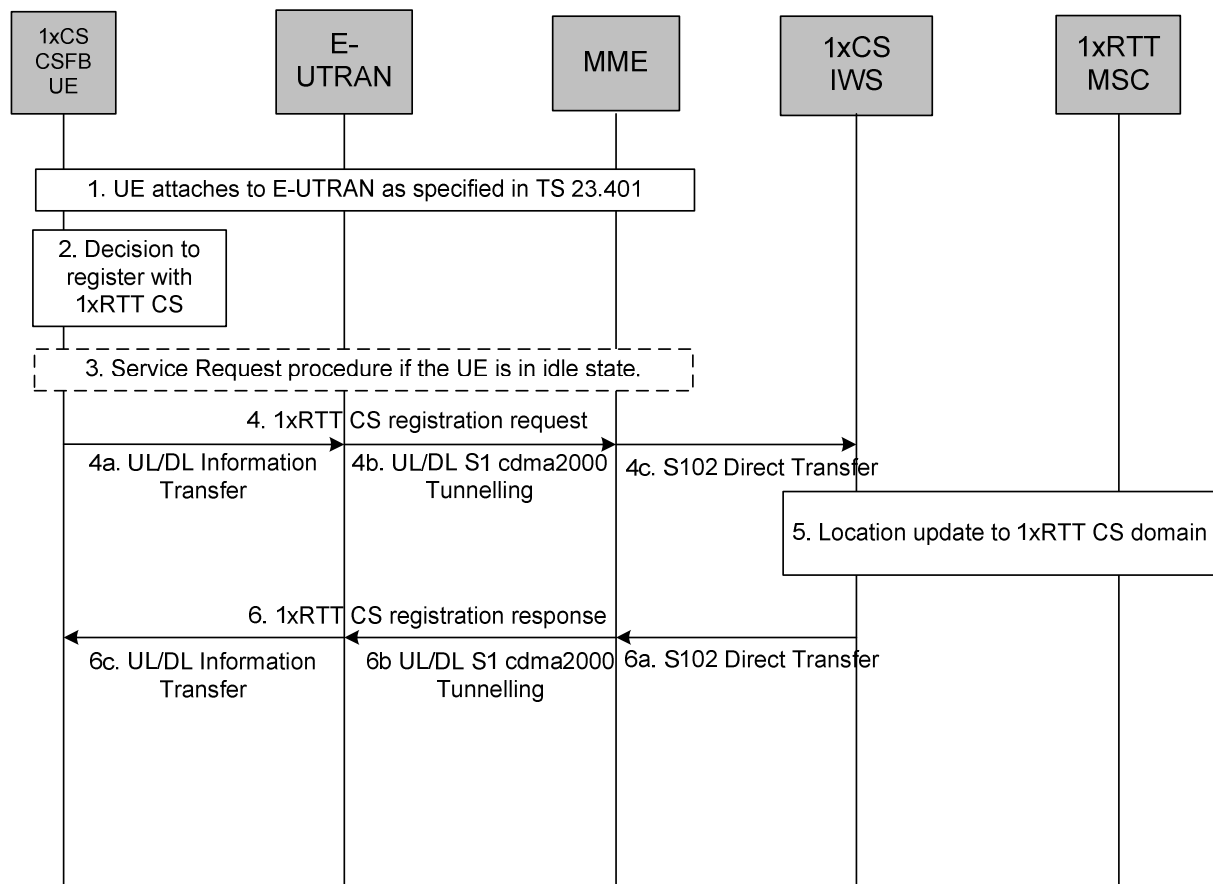 1xCS
CSFB
UE
E-
UTRAN
MME
1xCS
IWS
1xRTT
MSC
1. UE attaches to E-UTRAN as specified in TS 23.401
2. Decision to
register with
1xRTT CS
3. Service Request procedure if the UE is in idle state.
4. 1xRTT CS registration request
4a. UL/DL Information
Transfer
4b. UL/DL S1 cdma2000
Tunnelling
4c. S102 Direct Transfer
5. Location update to 1xRTT CS domain
6. 1xRTT CS registration response
6c. UL/DL Information
Transfer
6b UL/DL S1 cdma2000
Tunnelling
6a. S102 Direct Transfer